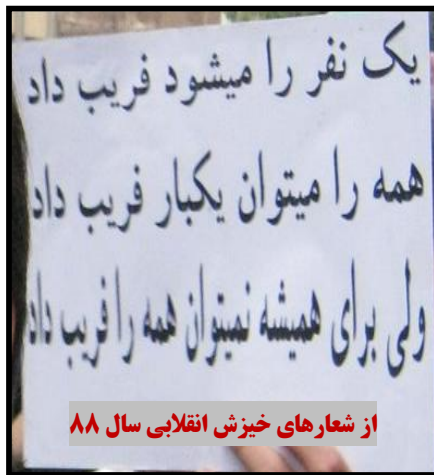 یک نفر را میشود فریب داد
همه را میتوان یکبار فریب داد
ولی برای همیشه نمیتوان همه را فریب داد
از شعارهای خیزش انقلابی سال ۸۸